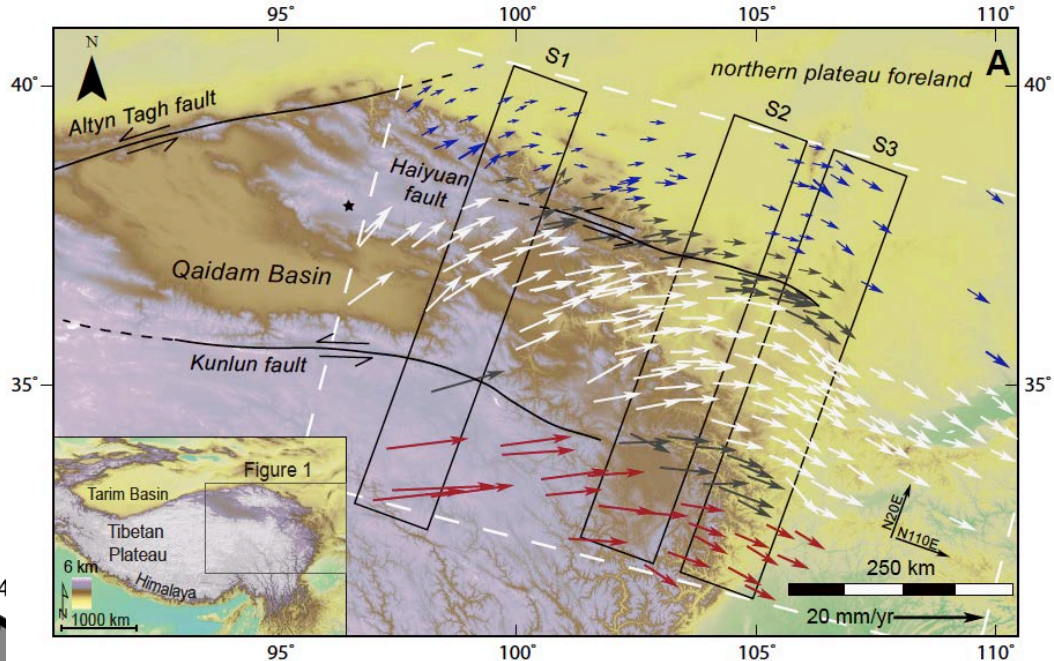 95° 100° 105° 110°
N
S1
northern plateau foreland
A
40° 40°
Altyn Tagh fault
S2
S3
Haiyuan
fault
Qaidam Basin
Kunlun fault
35° 35°
Figure 1
Tarim Basin
Tibetan
Plateau
Himalaya
6 km
4
N
1000 km
N20E
N110E
250 km
20 mm/yr
95° 100° 105° 110°